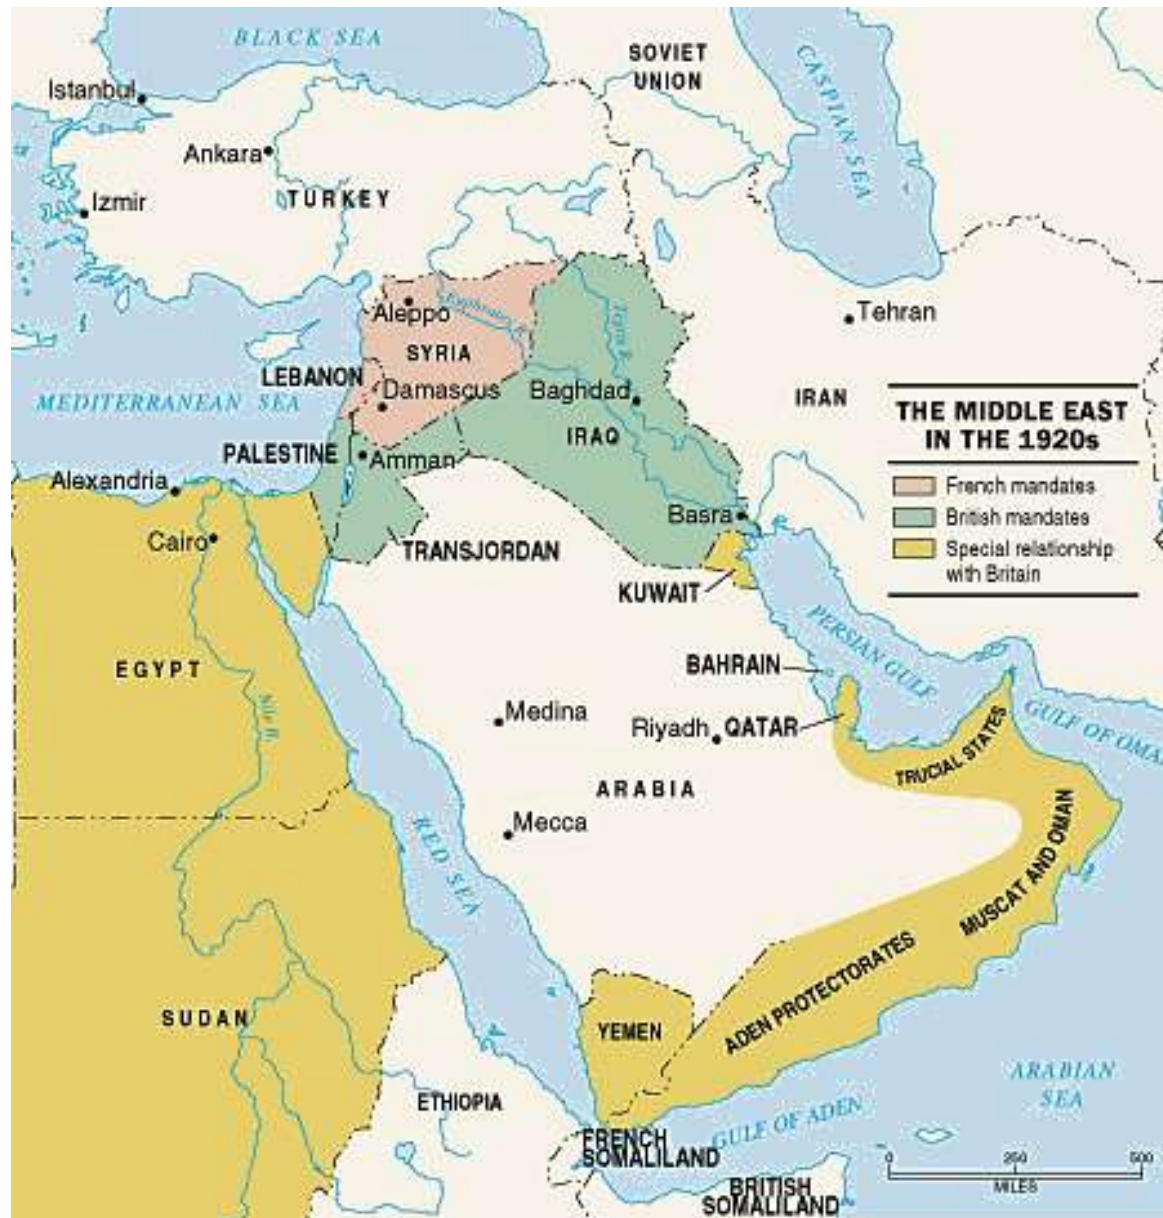 BLACK SEA
SOVIET
UNION
CASPIAN SEA
Istanbul
Ankara
Izmir
TURKEY
Aleppo
Euphrates R.
Tigris R.
Tehran
SYRIA
LEBANON
Damascus
Baghdad
IRAN
MEDITERRANEAN SEA
IRAQ
PALESTINE
Amman
Alexandria
Cairo
Basra
TRANSJORDAN
KUWAIT
THE MIDDLE EAST
IN THE 1920s
French mandates
British mandates
Special relationship
with Britain
PERSIAN GULF
EGYPT
BAHRAIN
Nile R.
Medina
Riyadh
QATAR
GULF OF OMA
TRUCIAL STATES
ARABIA
Mecca
RED SEA
MUSCAT AND OMAN
ADEN PROTECTORATES
SUDAN
YEMEN
ETHIOPIA
ARABIAN
SEA
GULF OF ADEN
FRENCH
SOMALILAND
BRITISH
SOMALILAND
0 250 500
MILES